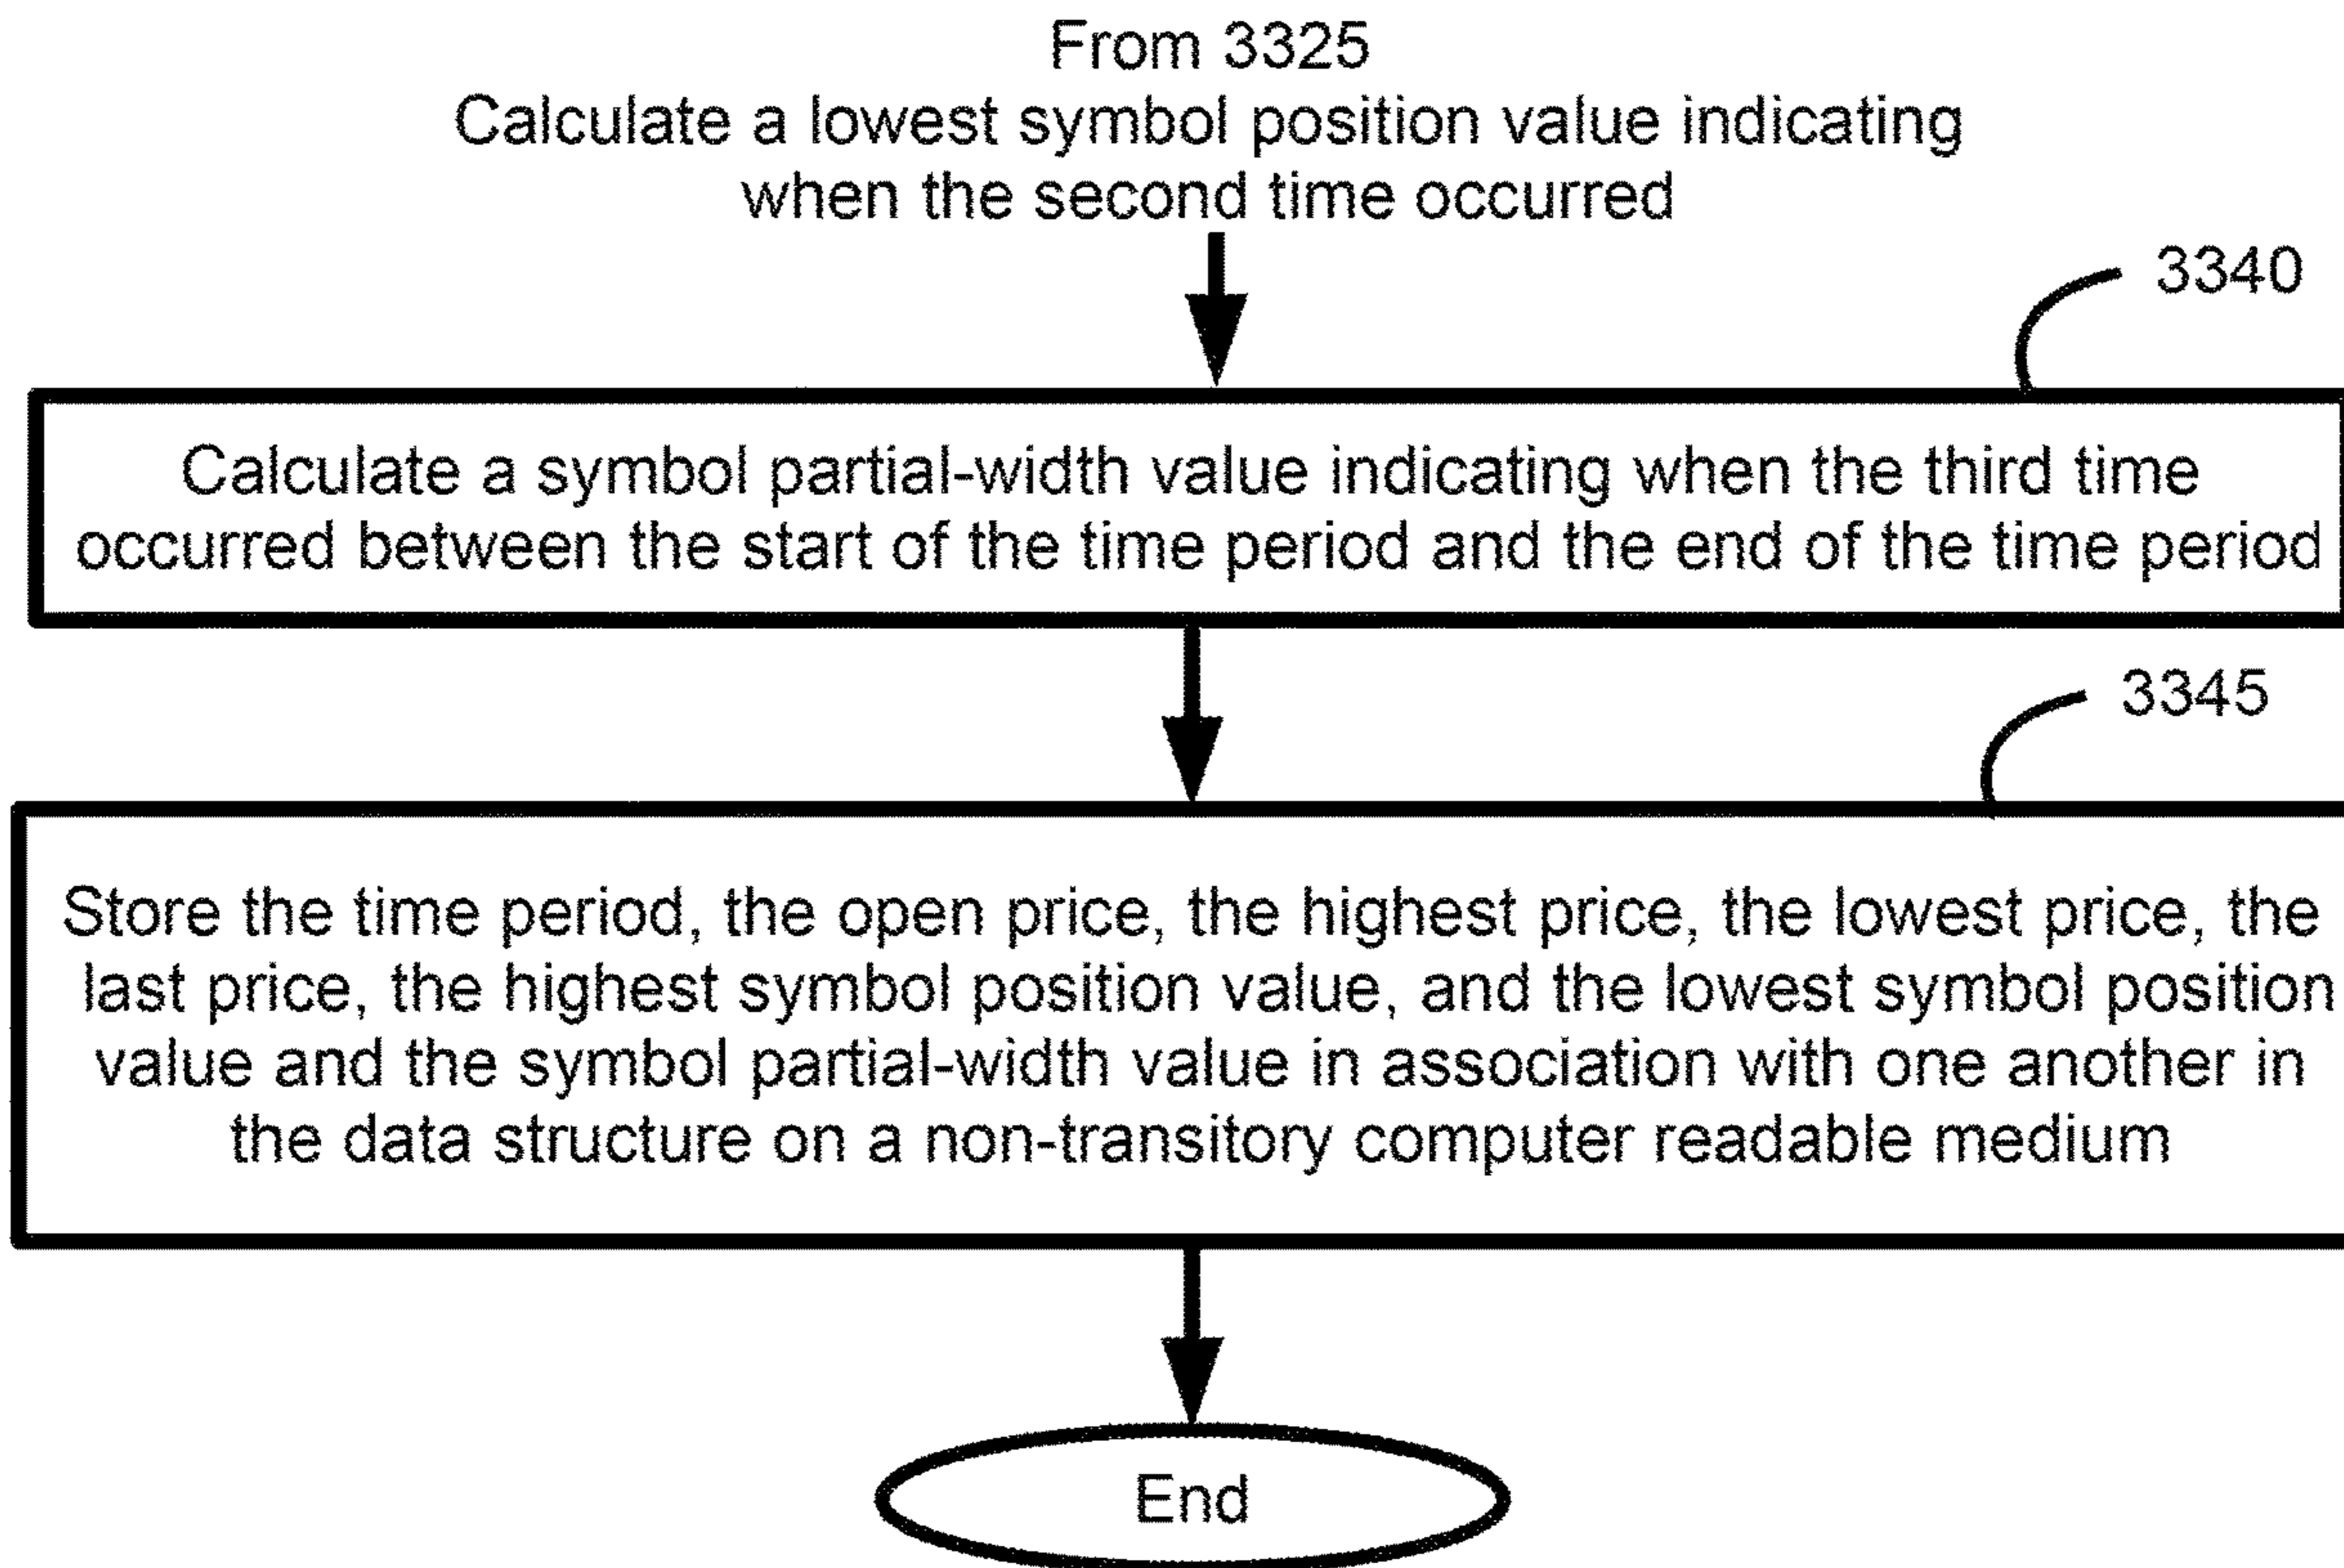 From 3325
Calculate a lowest symbol position value indicating
when the second time occurred
3340
Calculate a symbol partial-width value indicating when the third time
occurred between the start of the time period and the end of the time period
3345
Store the time period, the open price, the highest price, the lowest price, the
last price, the highest symbol position value, and the lowest symbol position
value and the symbol partial-width value in association with one another in
the data structure on a non-transitory computer readable medium
End